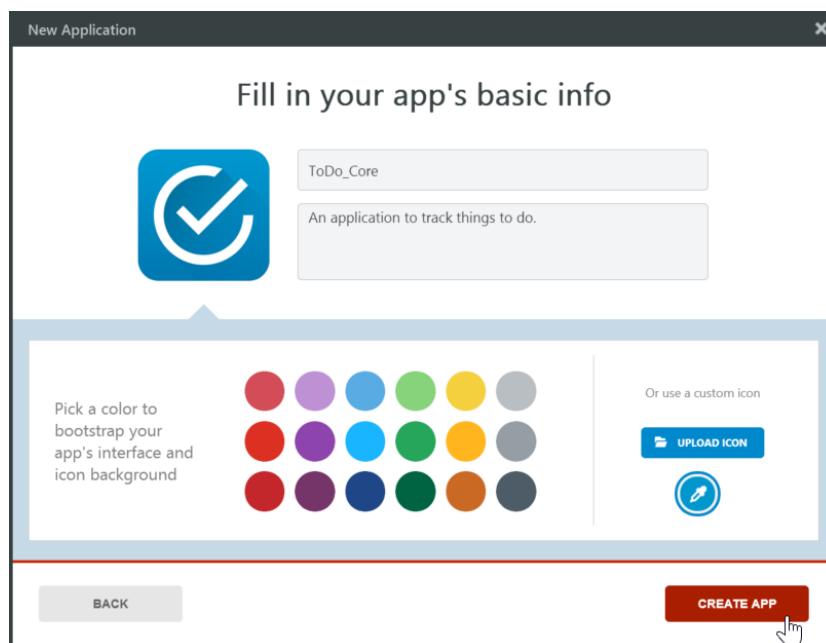 New Application
Fill in your app's basic info
ToDo_Core
An application to track things to do.
Pick a color to
bootstrap your
app's interface and
icon background
Or use a custom icon
UPLOAD ICON
BACK
CREATE APP